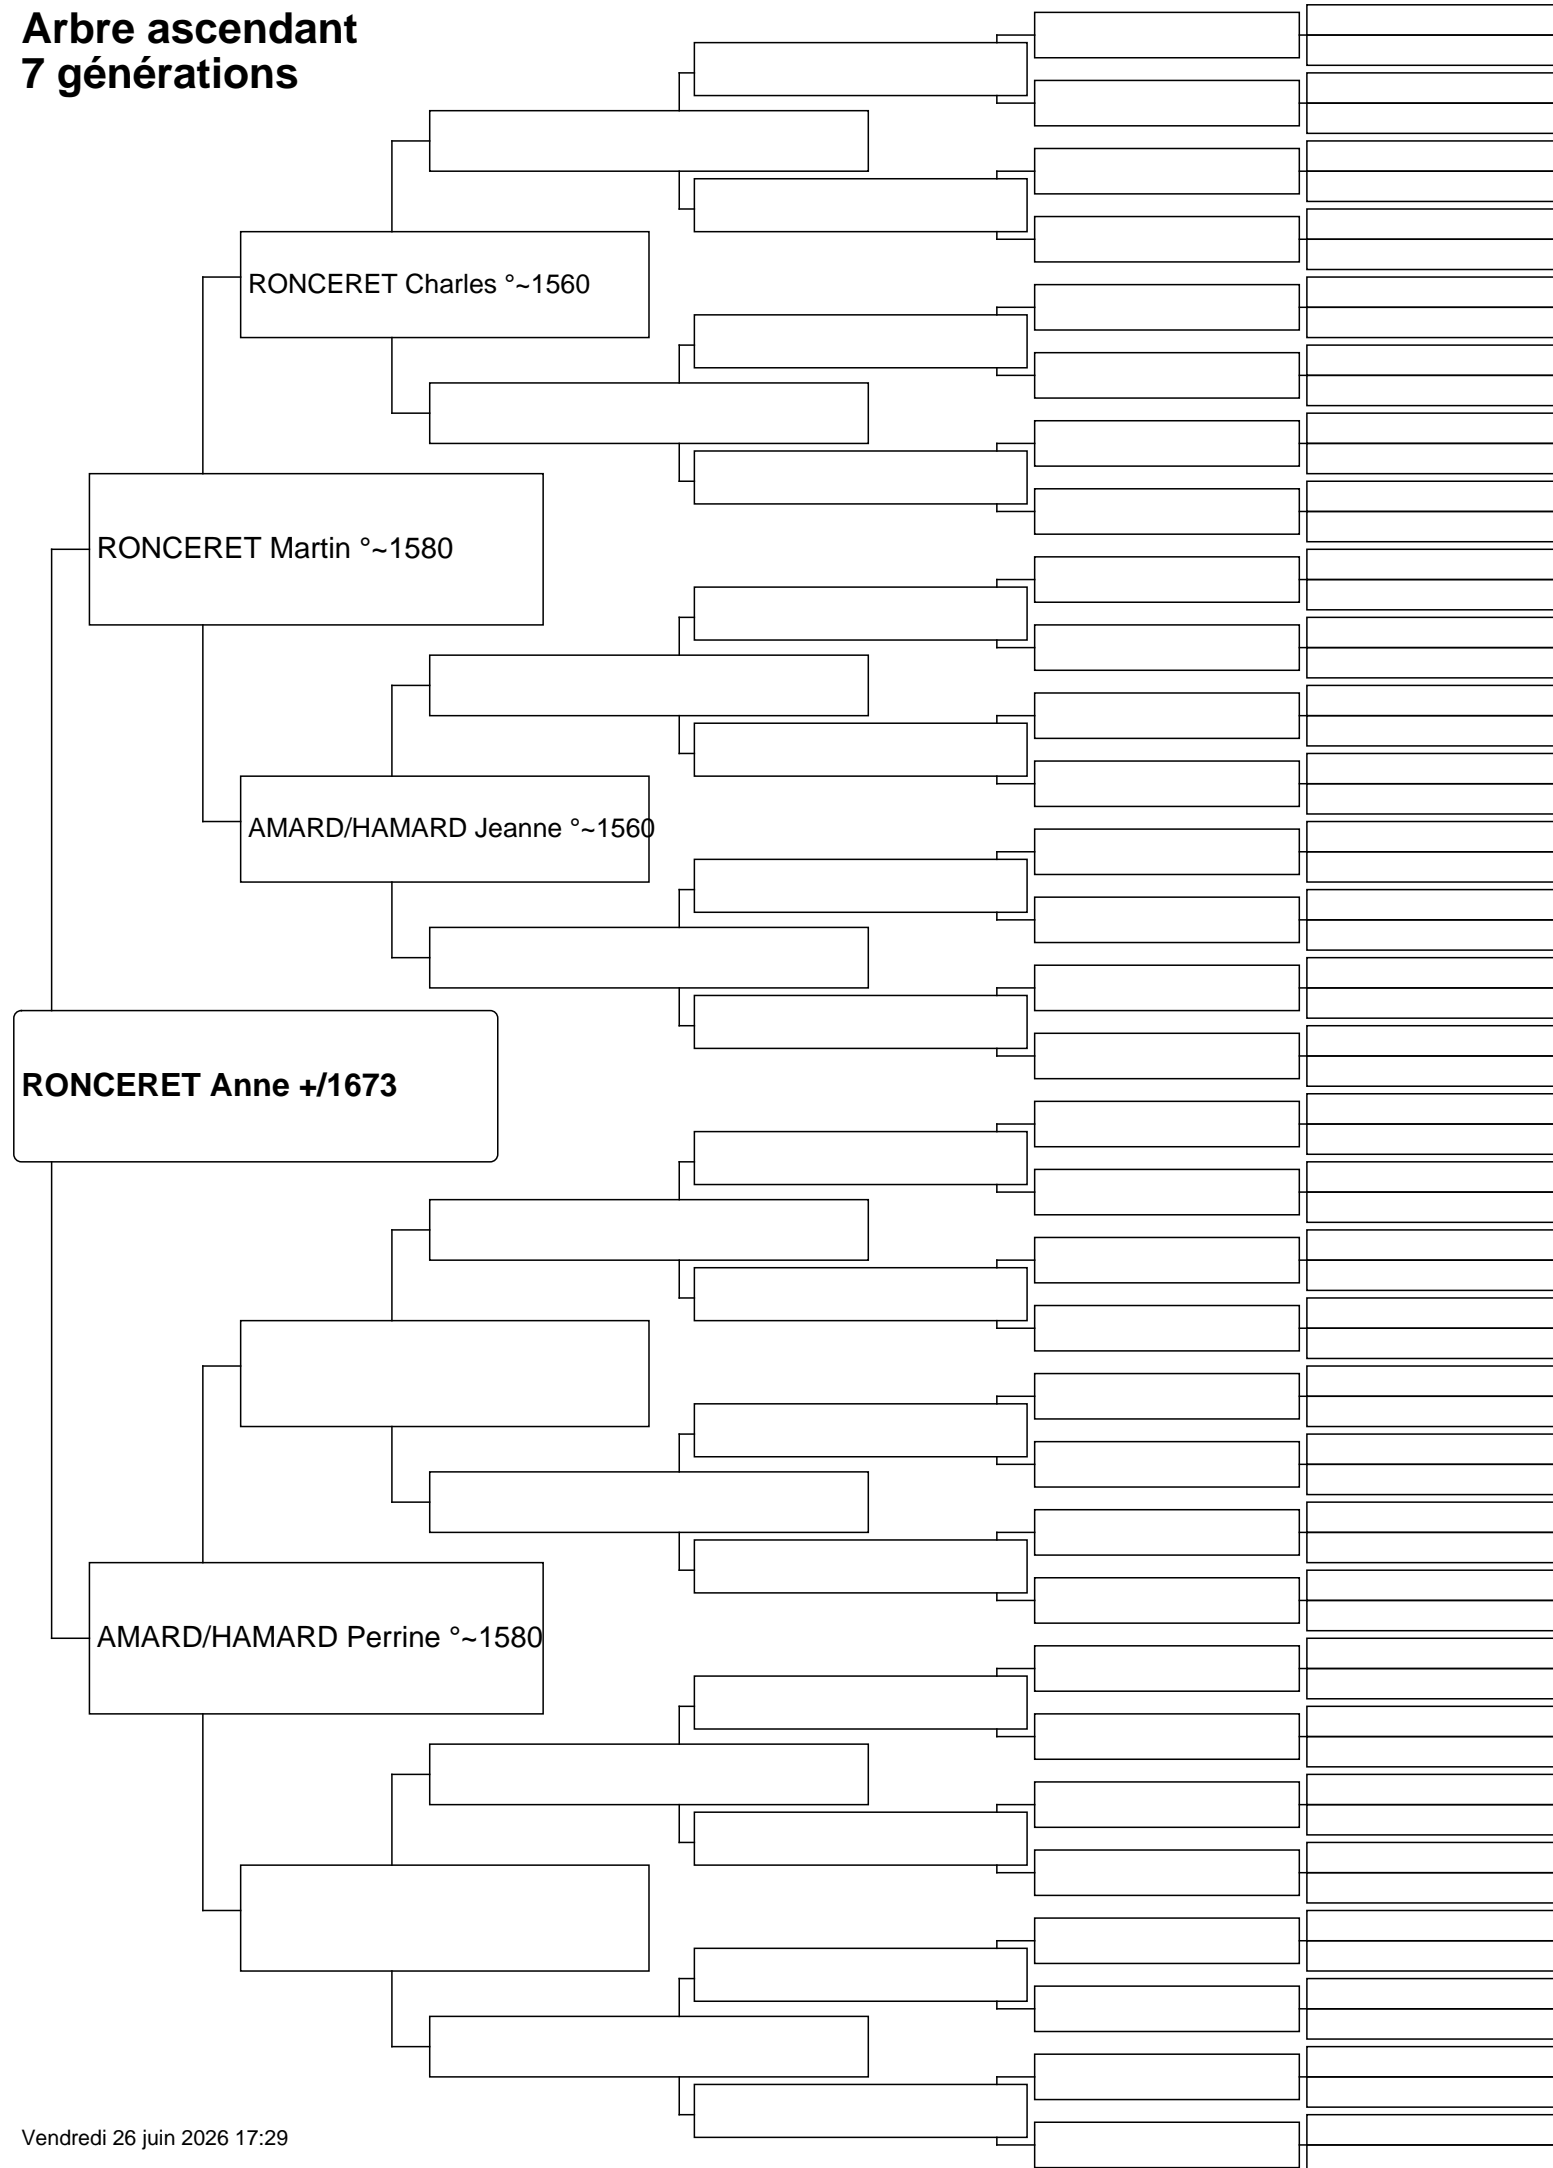 Arbre ascendant
7 générations
RONCERET Charles °~1560
RONCERET Martin °~1580
AMARD/HAMARD Jeanne °~1560
RONCERET Anne +/1673
AMARD/HAMARD Perrine °~1580
Vendredi 26 juin 2026 17:29